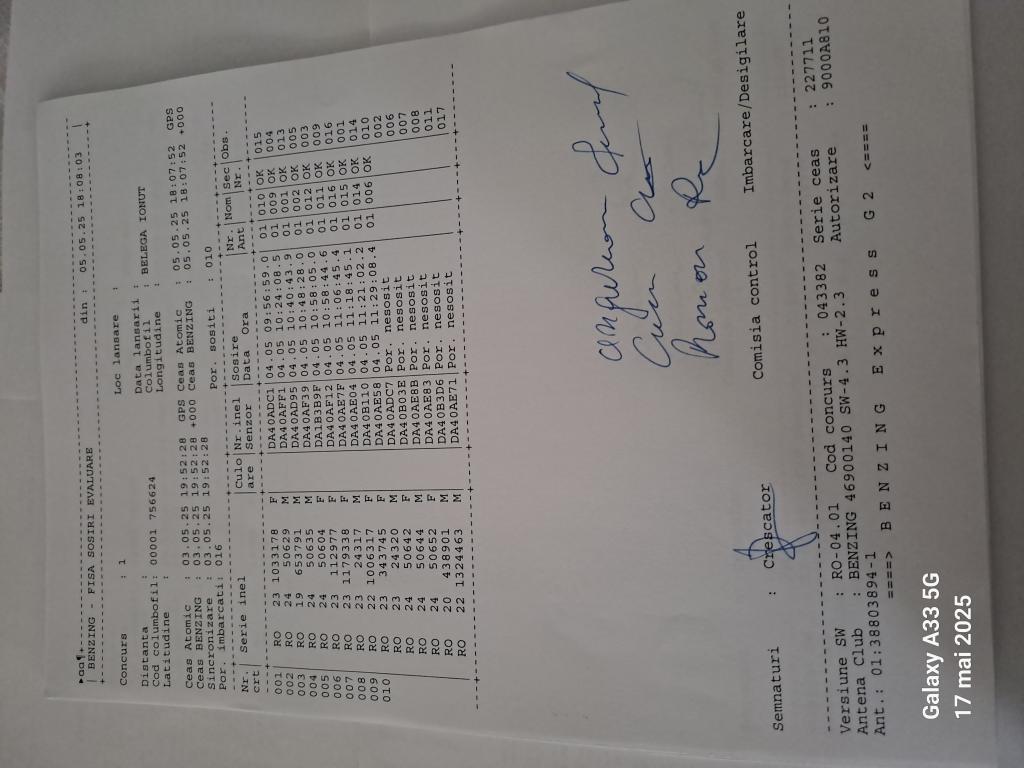 ►aq¶
| BENZING - FISA SOSIRI EVALUARE din 05.05.25 18:08:03 |
Concurs : 1 Loc lansare :
Distanta : Data lansarii :
Cod columbofil: 00001 756624 Columbofil : BELEGA IONUT
Latitudine : Longitudine :
Ceas Atomic : 03.05.25 19:52:28 GPS Ceas Atomic : 05.05.25 18:07:52 GPS
Ceas BENZING : 03.05.25 19:52:28 +000 Ceas BENZING : 05.05.25 18:07:52 +000
Sincronizare : 03.05.25 19:52:28
Por. imbarcati: 016 Por. sositi : 010
Nr.| Serie inel |Culo|Nr.inel |Sosire |Nr.| Nom|Sec|Obs.
crt| |are |Senzor |Data Ora |Ant|Nr.|Nr.|
001 RO 23 1033178 F |DA40ADC1|04.05 09:56:59.0|01|010|OK|015
002 RO 24 50629 M |DA40AFF1|04.05 10:24:08.5|01|009|OK|004
003 RO 19 653791 M |DA40AD95|04.05 10:40:43.9|01|001|OK|013
004 RO 24 50695 M |DA40AF39|04.05 10:48:28.0|01|002|OK|005
005 RO 24 50604 F |DA1B3B9F|04.05 10:58:05.0|01|012|OK|003
006 RO 23 112977 F |DA40AF12|04.05 10:58:44.6|01|011|OK|009
007 RO 23 1179338 M |DA40AE7F|04.05 11:06:45.4|01|016|OK|016
008 RO 23 24317 M |DA40AE04|04.05 11:18:45.1|01|015|OK|001
009 RO 22 1006317 F |DA40B110|04.05 11:21:02.2|01|014|OK|014
010 RO 23 343745 F |DA40AE58|04.05 11:29:08.4|01|006|OK|010
RO 23 24320 M |DA40ADC7|Por. nesosit 002
RO 24 50642 F |DA40B03E|Por. nesosit 006
RO 24 50644 M |DA40AEBB|Por. nesosit 007
RO 24 50652 F |DA40AE83|Por. nesosit 008
RO 20 438901 M |DA40B3D6|Por. nesosit 011
RO 22 1324463 M |DA40AE71|Por. nesosit 017
Semnaturi : Crescator Comisia control Imbarcare/Desigilare
Versiune SW : RO-04.01 Cod concurs : 043382 Serie ceas : 227711
Antena Club : BENZING 46900140 SW-4.3 HW-2.3 Autorizare : 9000A810
Ant.: 01:38803894-1
====> B E N Z I N G E x p r e s s G 2 <====
Galaxy A33 5G
17 mai 2025